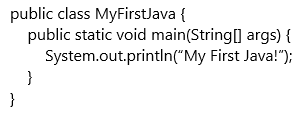 public class MyFirstJava {
public static void main(String[] args) {
System.out.println(“My First Java!”);
}
}